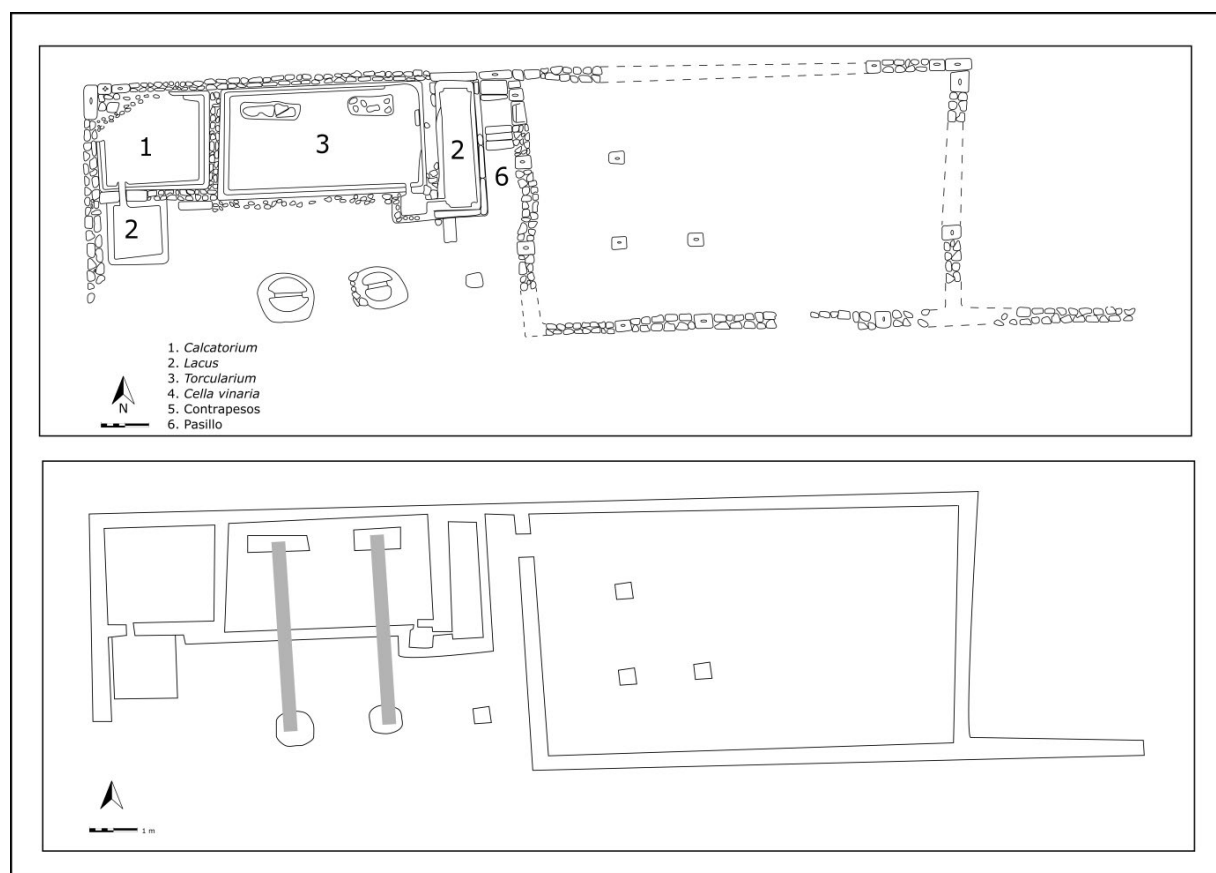 1
3
2
6
2
1. Calcatorium
2. Lacus
3. Torcularium
4. Cella vinaria
5. Contrapesos
6. Pasillo
N
1 m